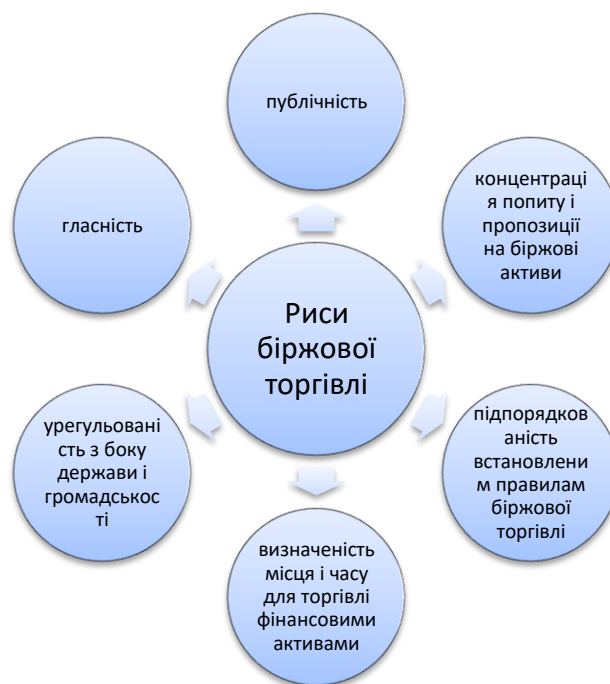 публічність
концентраці
я попиту і
пропозиції
на біржові
активи
гласність
Риси
біржової
торгівлі
урегульовані
сть з боку
держави і
громадськос
ті
підпорядков
аність
встановлени
м правилам
біржової
торгівлі
визначеність
місця і часу
для торгівлі
фінансовими
активами